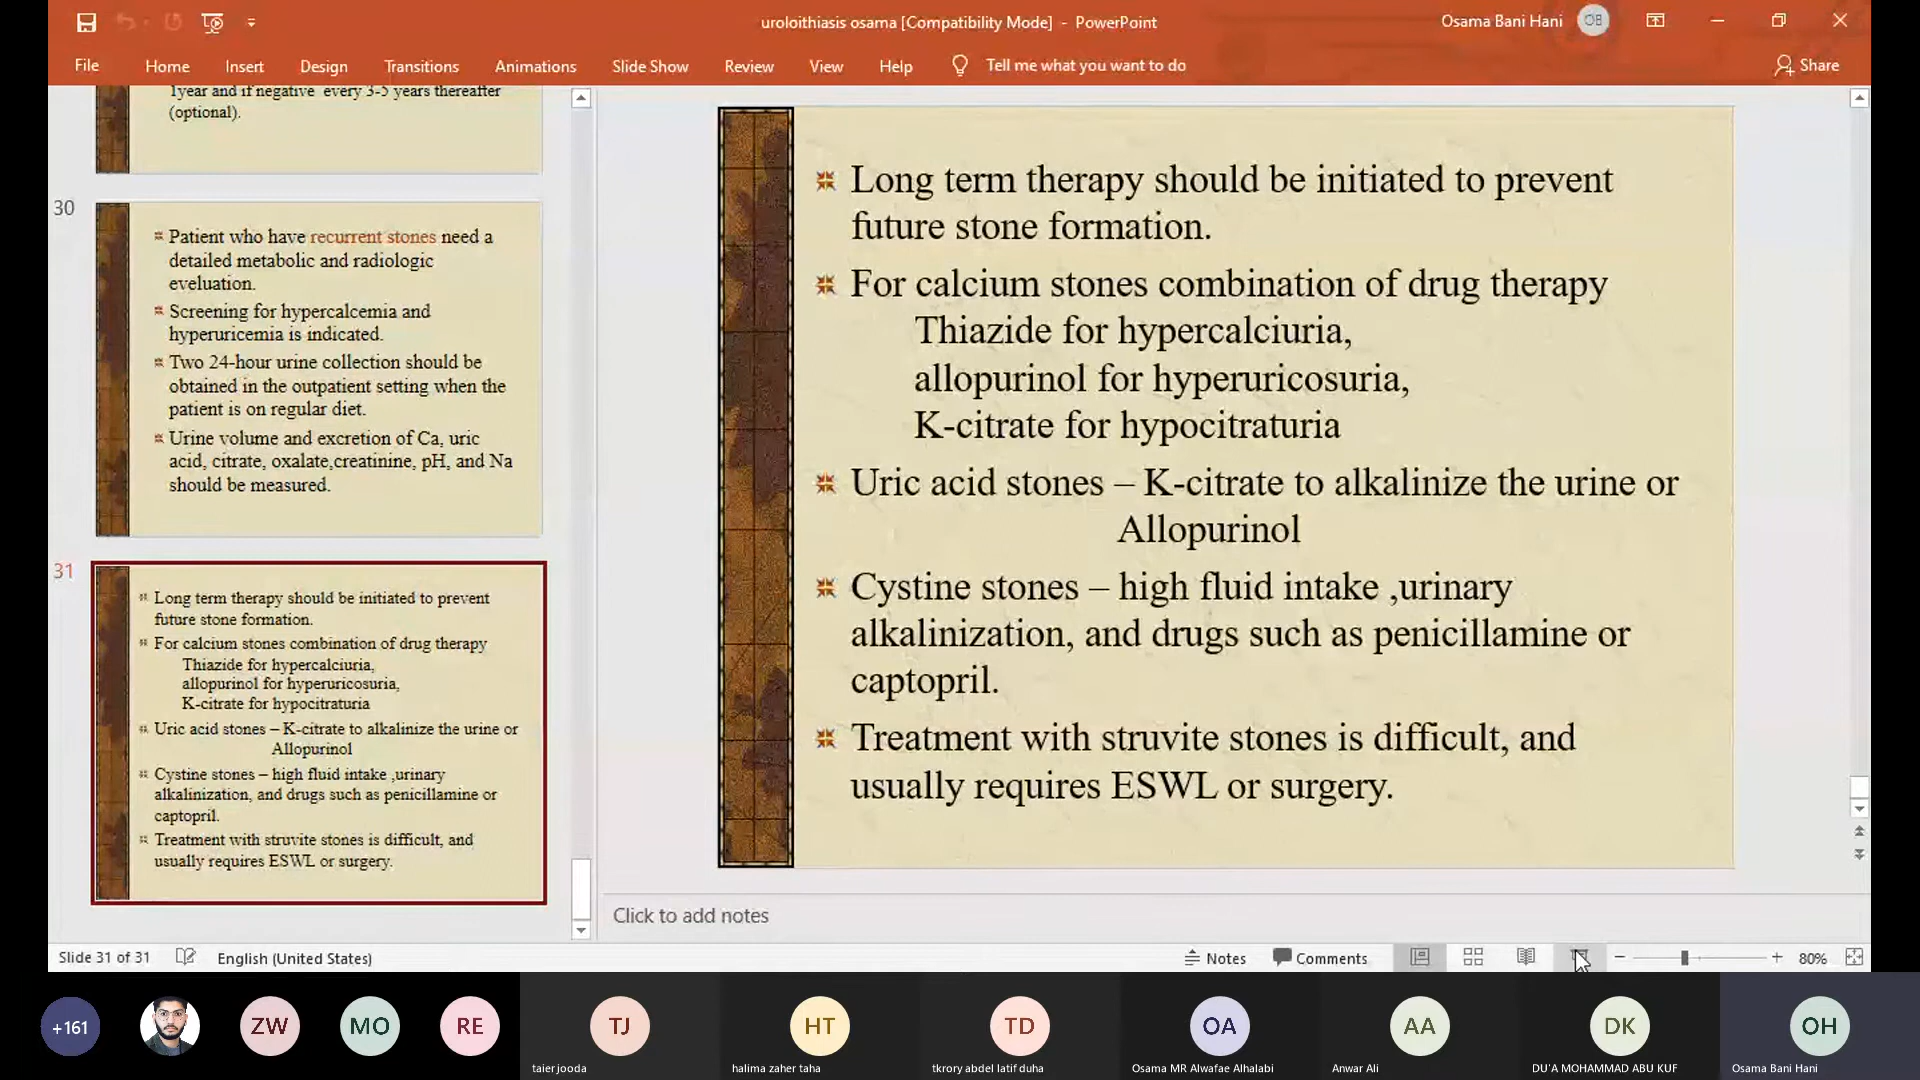 uroloithiasis osama [Compatibility Mode] - PowerPoint
Osama Bani Hani OB
File Home Insert Design Transitions Animations Slide Show Review View Help Tell me what you want to do Share
1year and if negative every 3-5 years thereafter
(optional).
30
Patient who have recurrent stones need a
detailed metabolic and radiologic
eveluation.
Screening for hypercalcemia and
hyperuricemia is indicated.
Two 24-hour urine collection should be
obtained in the outpatient setting when the
patient is on regular diet.
Urine volume and excretion of Ca, uric
acid, citrate, oxalate,creatinine, pH, and Na
should be measured.
31
Long term therapy should be initiated to prevent
future stone formation.
For calcium stones combination of drug therapy
Thiazide for hypercalciuria,
allopurinol for hyperuricosuria,
K-citrate for hypocitraturia
Uric acid stones – K-citrate to alkalinize the urine or
Allopurinol
Cystine stones – high fluid intake ,urinary
alkalinization, and drugs such as penicillamine or
captopril.
Treatment with struvite stones is difficult, and
usually requires ESWL or surgery.
Long term therapy should be initiated to prevent
future stone formation.
For calcium stones combination of drug therapy
Thiazide for hypercalciuria,
allopurinol for hyperuricosuria,
K-citrate for hypocitraturia
Uric acid stones – K-citrate to alkalinize the urine or
Allopurinol
Cystine stones – high fluid intake ,urinary
alkalinization, and drugs such as penicillamine or
captopril.
Treatment with struvite stones is difficult, and
usually requires ESWL or surgery.
Click to add notes
Slide 31 of 31 English (United States) Notes Comments 80%
+161 ZW MO RE TJ HT TD OA AA DK OH
taier jooda halima zaher taha tkrory abdel latif duha Osama MR Alwafae Alhalabi Anwar Ali DU'A MOHAMMAD ABU KUF Osama Bani Hani